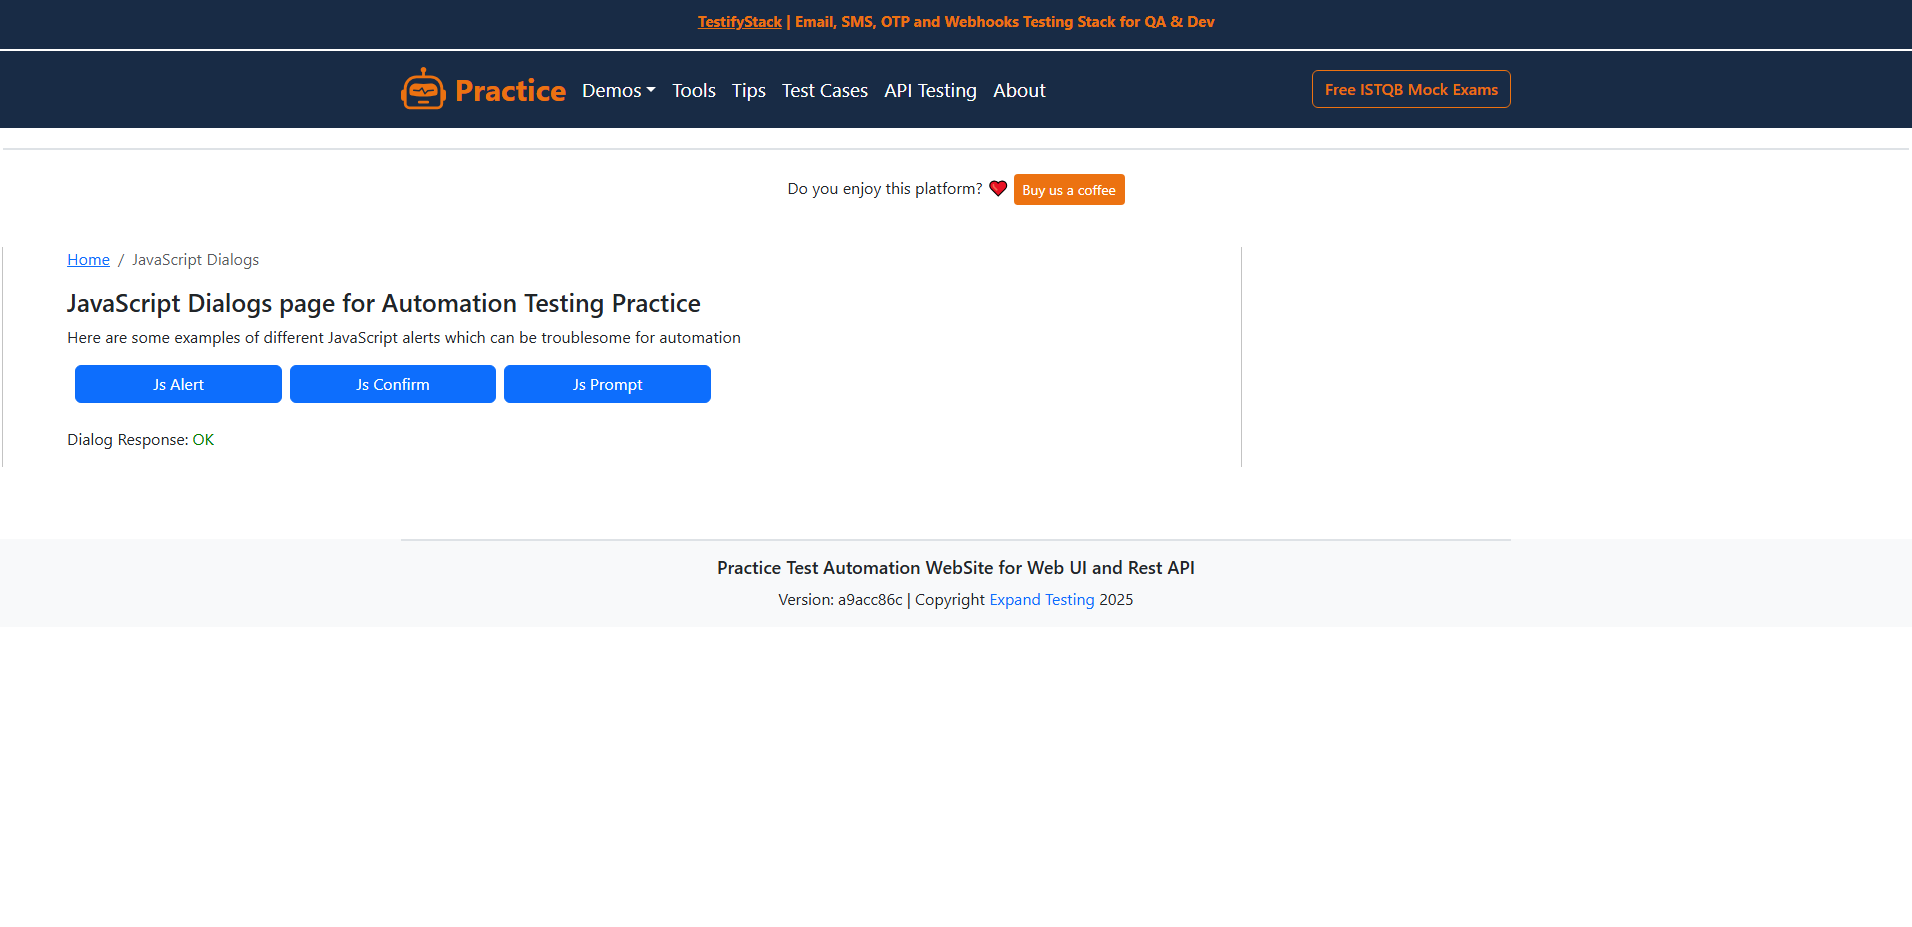 TestifyStack | Email, SMS, OTP and Webhooks Testing Stack for QA & Dev
Practice Demos Tools Tips Test Cases API Testing About Free ISTQB Mock Exams
Do you enjoy this platform? Buy us a coffee
Home / JavaScript Dialogs
JavaScript Dialogs page for Automation Testing Practice
Here are some examples of different JavaScript alerts which can be troublesome for automation
Js Alert Js Confirm Js Prompt
Dialog Response: OK
Practice Test Automation WebSite for Web UI and Rest API
Version: a9acc86c | Copyright Expand Testing 2025